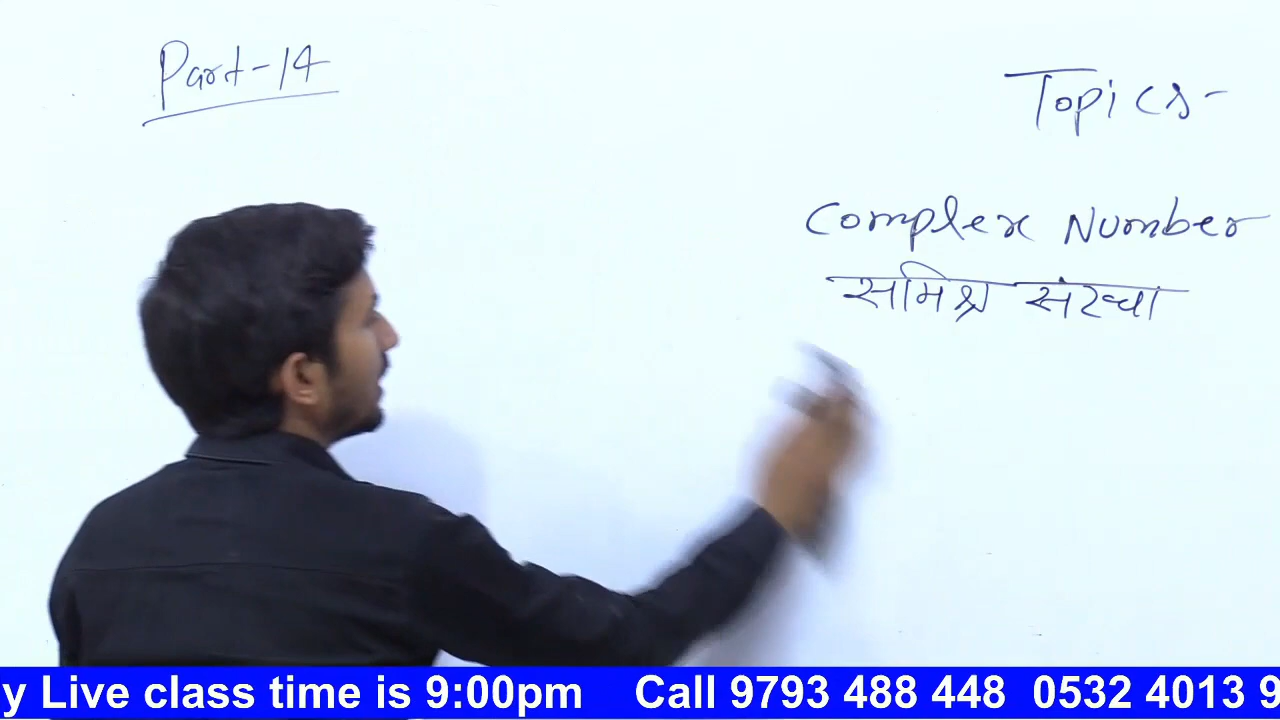 Part-14
Topics-
Complex Number
समिश्र संख्या
y Live class time is 9:00pm Call 9793 488 448 0532 4013 9